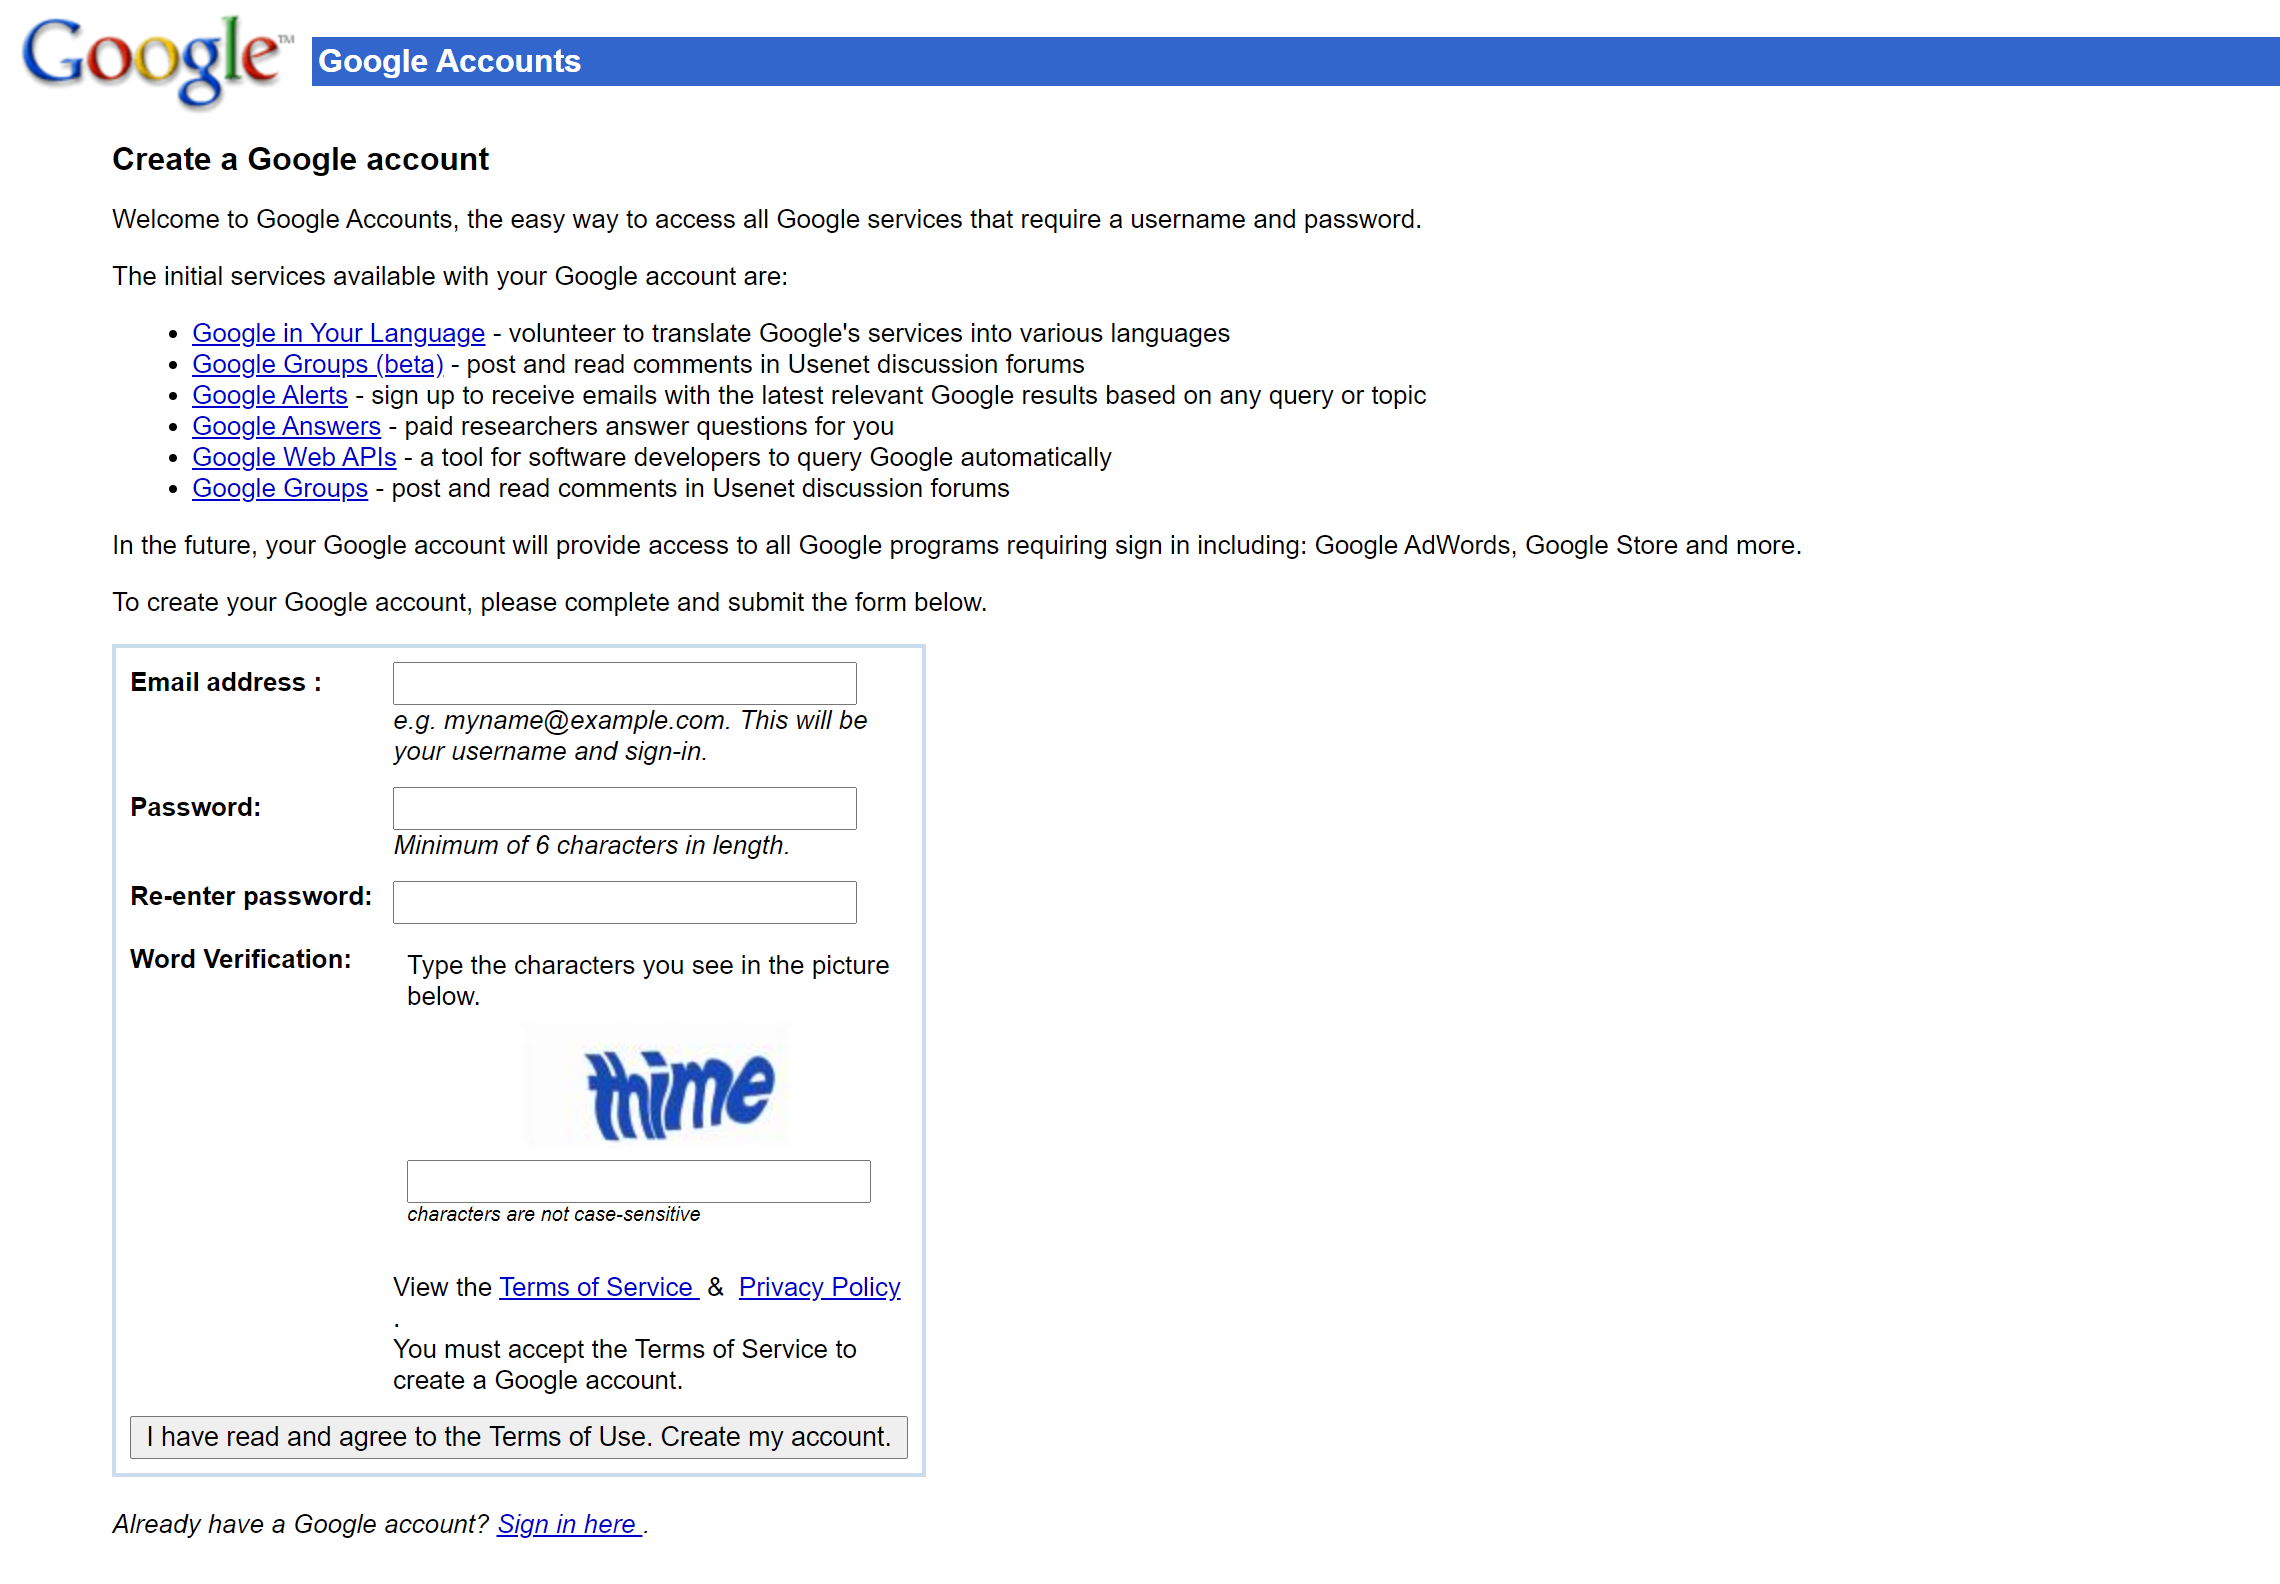 Google™
Google Accounts
Create a Google account
Welcome to Google Accounts, the easy way to access all Google services that require a username and password.
The initial services available with your Google account are:
• Google in Your Language - volunteer to translate Google's services into various languages
• Google Groups (beta) - post and read comments in Usenet discussion forums
• Google Alerts - sign up to receive emails with the latest relevant Google results based on any query or topic
• Google Answers - paid researchers answer questions for you
• Google Web APIs - a tool for software developers to query Google automatically
• Google Groups - post and read comments in Usenet discussion forums
In the future, your Google account will provide access to all Google programs requiring sign in including: Google AdWords, Google Store and more.
To create your Google account, please complete and submit the form below.
Email address :
e.g. myname@example.com. This will be
your username and sign-in.
Password:
Minimum of 6 characters in length.
Re-enter password:
Word Verification:
Type the characters you see in the picture
below.
thime
characters are not case-sensitive
View the Terms of Service & Privacy Policy
.
You must accept the Terms of Service to
create a Google account.
I have read and agree to the Terms of Use. Create my account.
Already have a Google account? Sign in here .